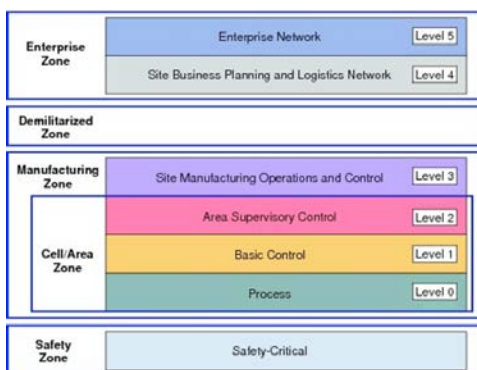 Enterprise
Zone
Enterprise Network
Level 5
Site Business Planning and Logistics Network
Level 4
Demilitarized
Zone
Manufacturing
Zone
Site Manufacturing Operations and Control
Level 3
Cell/Area
Zone
Area Supervisory Control
Level 2
Basic Control
Level 1
Process
Level 0
Safety
Zone
Safety-Critical